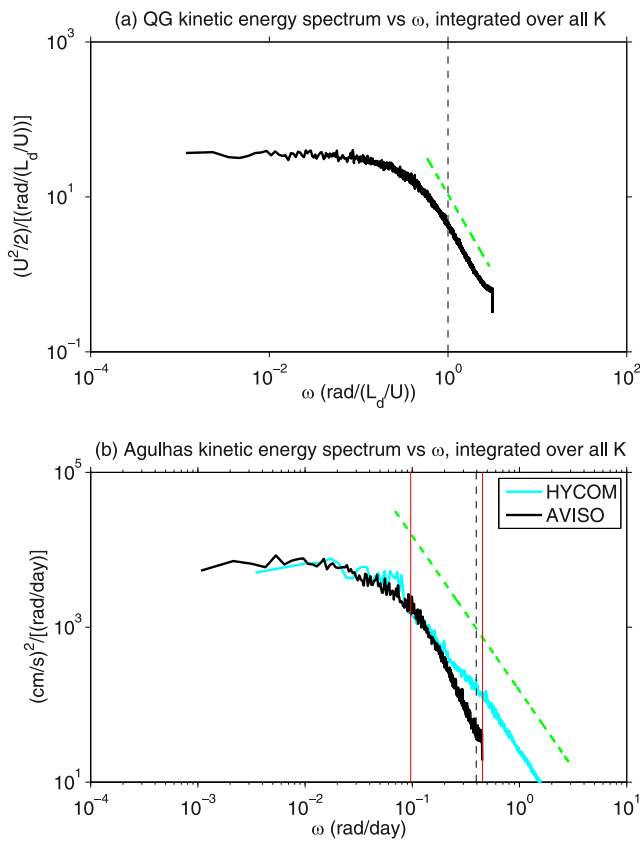 (a) QG kinetic energy spectrum vs ω, integrated over all K
10^3
10^1
10^-1
(U^2/2)/[(rad/(L_d/U))]
10^-4
10^-2
10^0
10^2
ω (rad/(L_d/U))
(b) Agulhas kinetic energy spectrum vs ω, integrated over all K
10^5
10^3
10^1
(cm/s)^2/[(rad/day)]
HYCOM
AVISO
10^-4
10^-3
10^-2
10^-1
10^0
10^1
ω (rad/day)